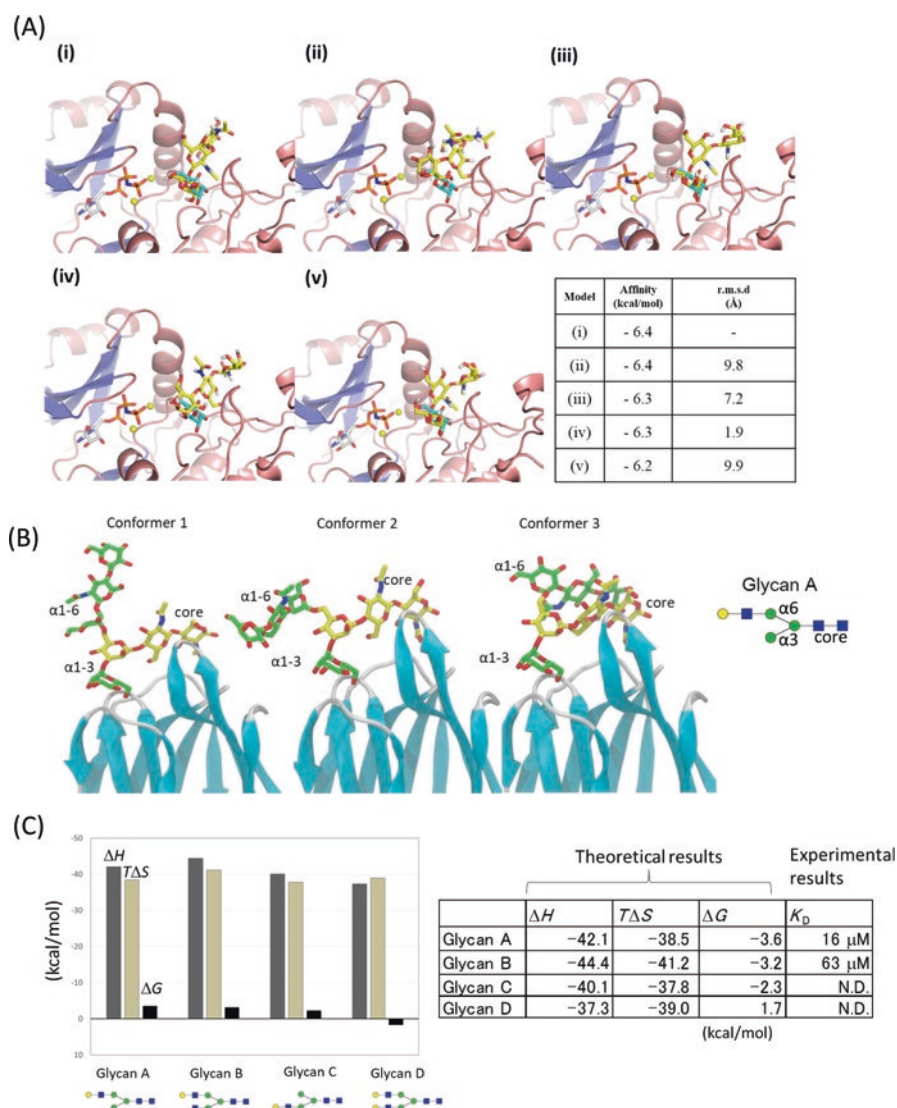 (A)
(i)
(ii)
(iii)
(iv)
(v)
Model Affinity (kcal/mol) r.m.s.d (Å)
(i) - 6.4 -
(ii) - 6.4 9.8
(iii) - 6.3 7.2
(iv) - 6.3 1.9
(v) - 6.2 9.9
(B)
Conformer 1
Conformer 2
Conformer 3
α1-6
core
α1-3
α1-6
core
α1-3
α1-6
core
α1-3
Glycan A
α6
α3
core
(C)
(kcal/mol)
-50
-40
-30
-20
-10
0
10
ΔH
TΔS
ΔG
Glycan A
Glycan B
Glycan C
Glycan D
Theoretical results
Experimental results
ΔH TΔS ΔG KD
Glycan A −42.1 −38.5 −3.6 16 μM
Glycan B −44.4 −41.2 −3.2 63 μM
Glycan C −40.1 −37.8 −2.3 N.D.
Glycan D −37.3 −39.0 1.7 N.D.
(kcal/mol)